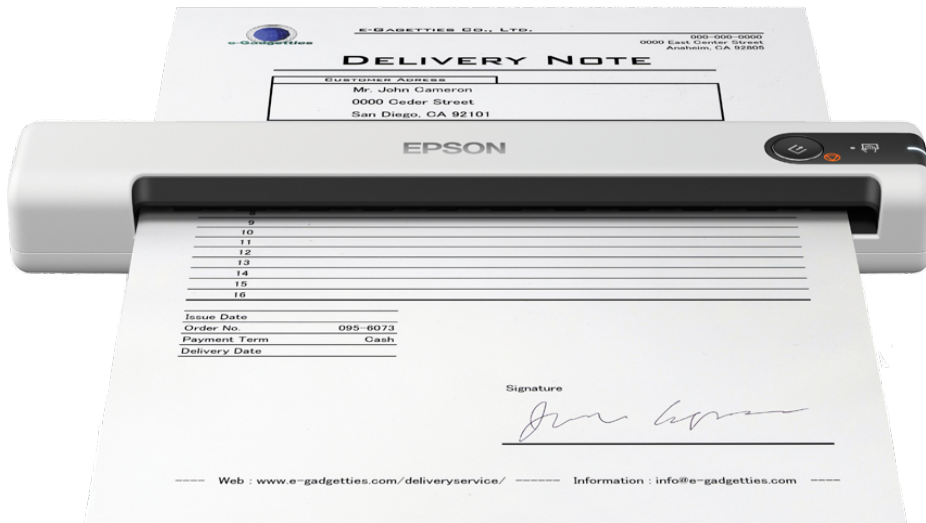 e-Gadgetties
e-Gagetties Co., Ltd.
000-000-0000
0000 East Center Street
Anaheim, CA 92805
Delivery Note
Customer Adress
Mr. John Cameron
0000 Ceder Street
San Diego, CA 92101
EPSON
9
10
11
12
13
14
15
16
Issue Date
Order No. 095-6073
Payment Term Cash
Delivery Date
Signature
---- Web : www.e-gadgetties.com/deliveryservice/ ------ Information : info@e-gadgetties.com ----